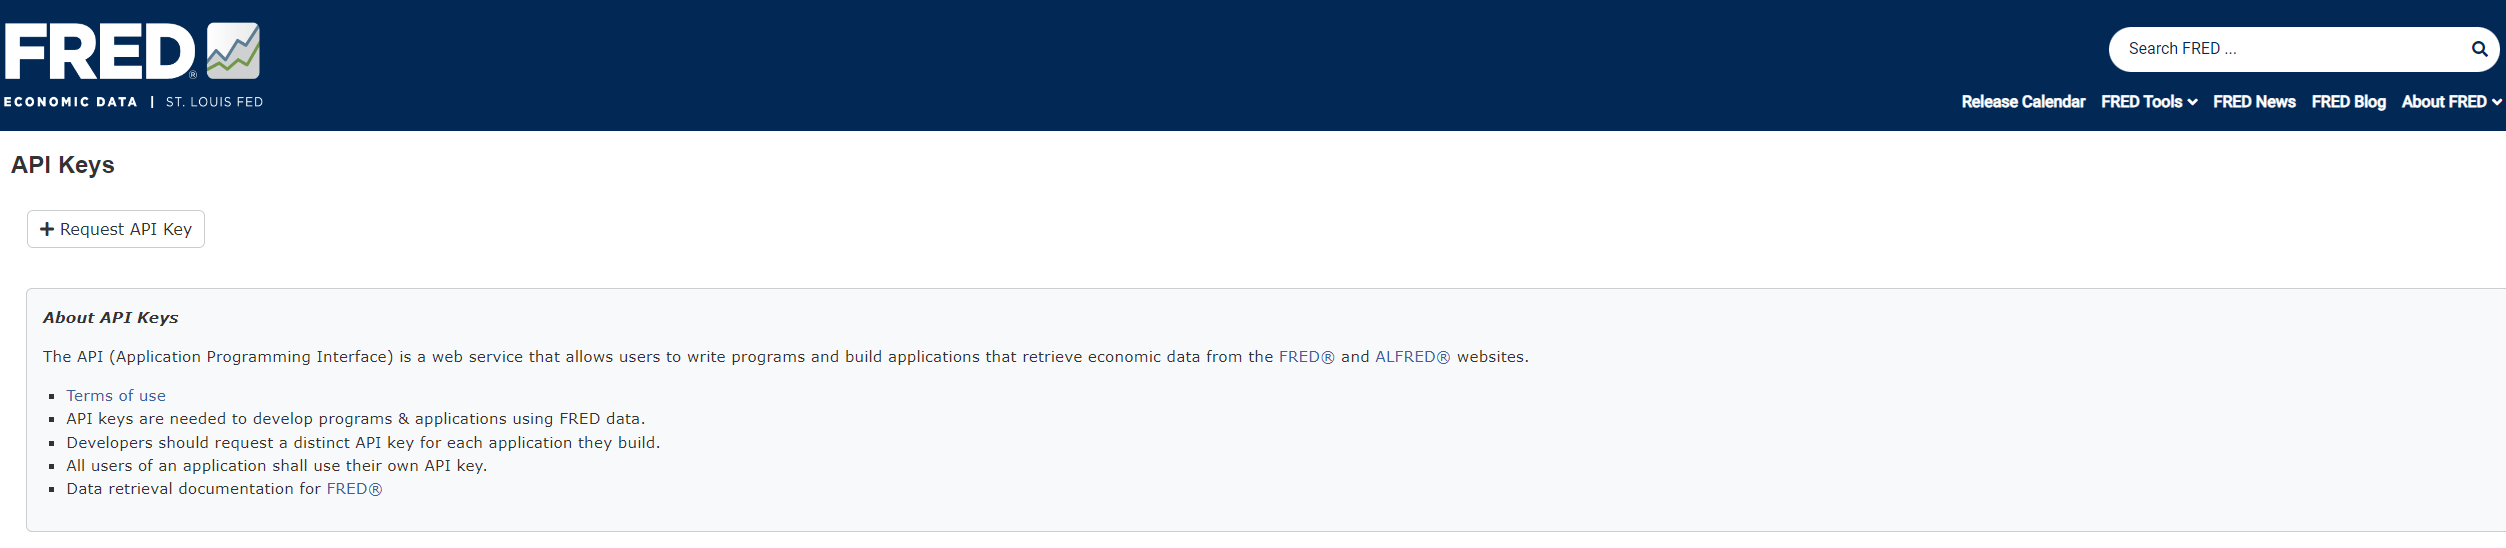 FRED®
ECONOMIC DATA | ST. LOUIS FED
Search FRED ...
Release Calendar FRED Tools FRED News FRED Blog About FRED
API Keys
Request API Key
About API Keys
The API (Application Programming Interface) is a web service that allows users to write programs and build applications that retrieve economic data from the FRED® and ALFRED® websites.
Terms of use
API keys are needed to develop programs & applications using FRED data.
Developers should request a distinct API key for each application they build.
All users of an application shall use their own API key.
Data retrieval documentation for FRED®